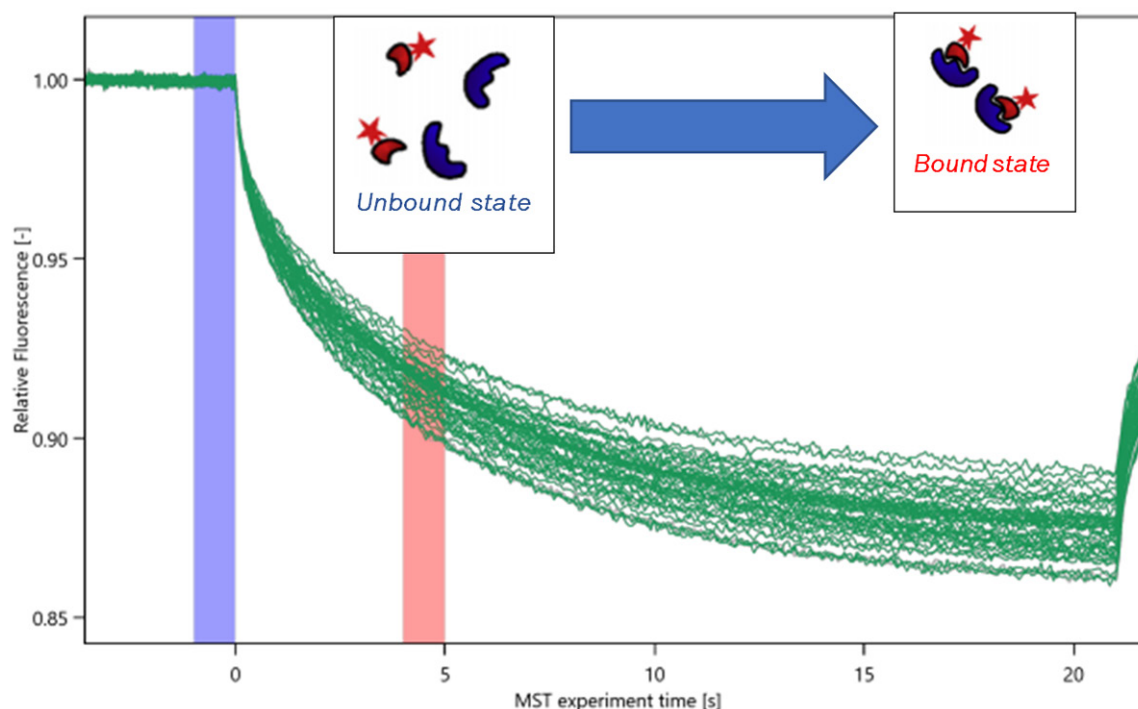 Unbound state
Bound state
Relative Fluorescence [-]
1.00
0.95
0.90
0.85
0
5
10
15
20
MST experiment time [s]